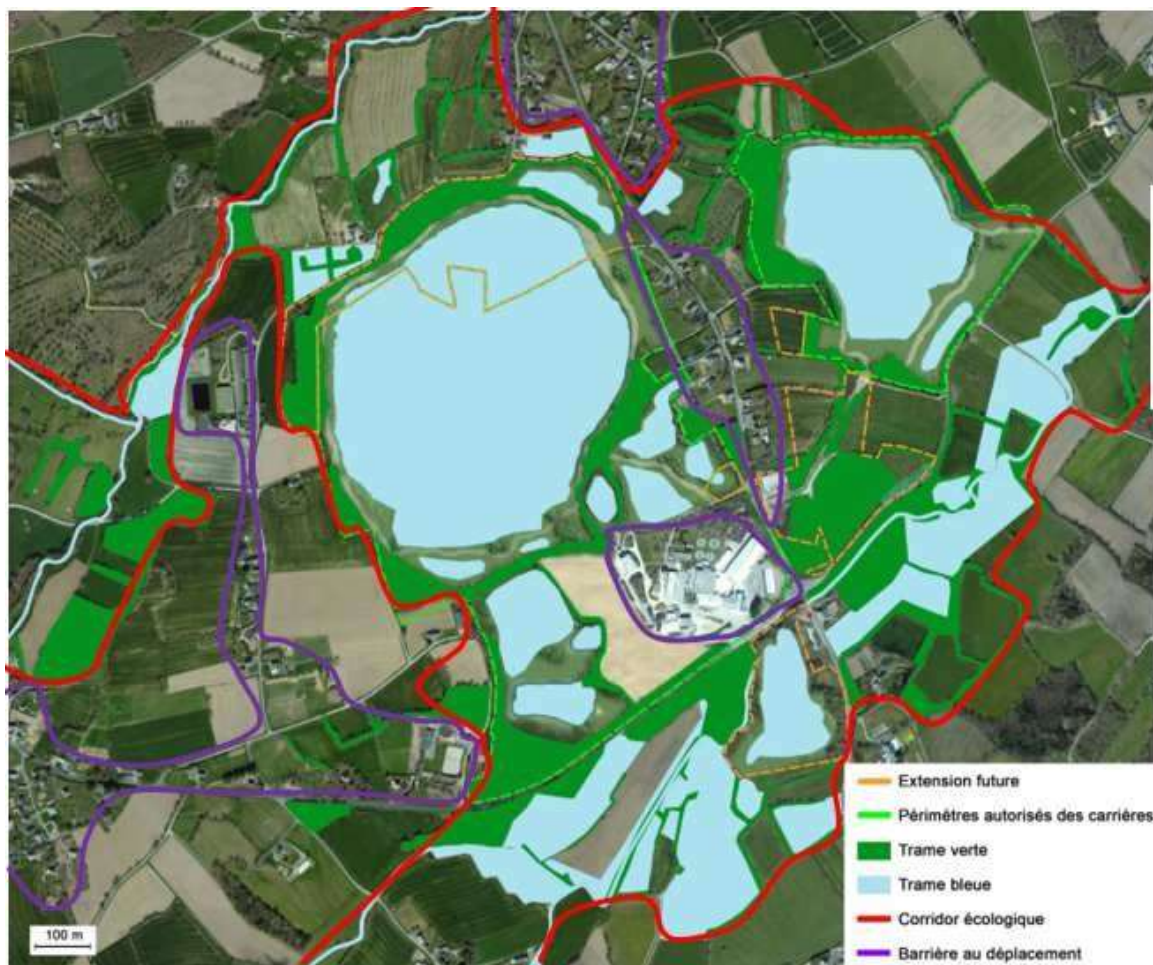 Extension future
Périmètres autorisés des carrières
Trame verte
Trame bleue
Corridor écologique
Barrière au déplacement
100 m